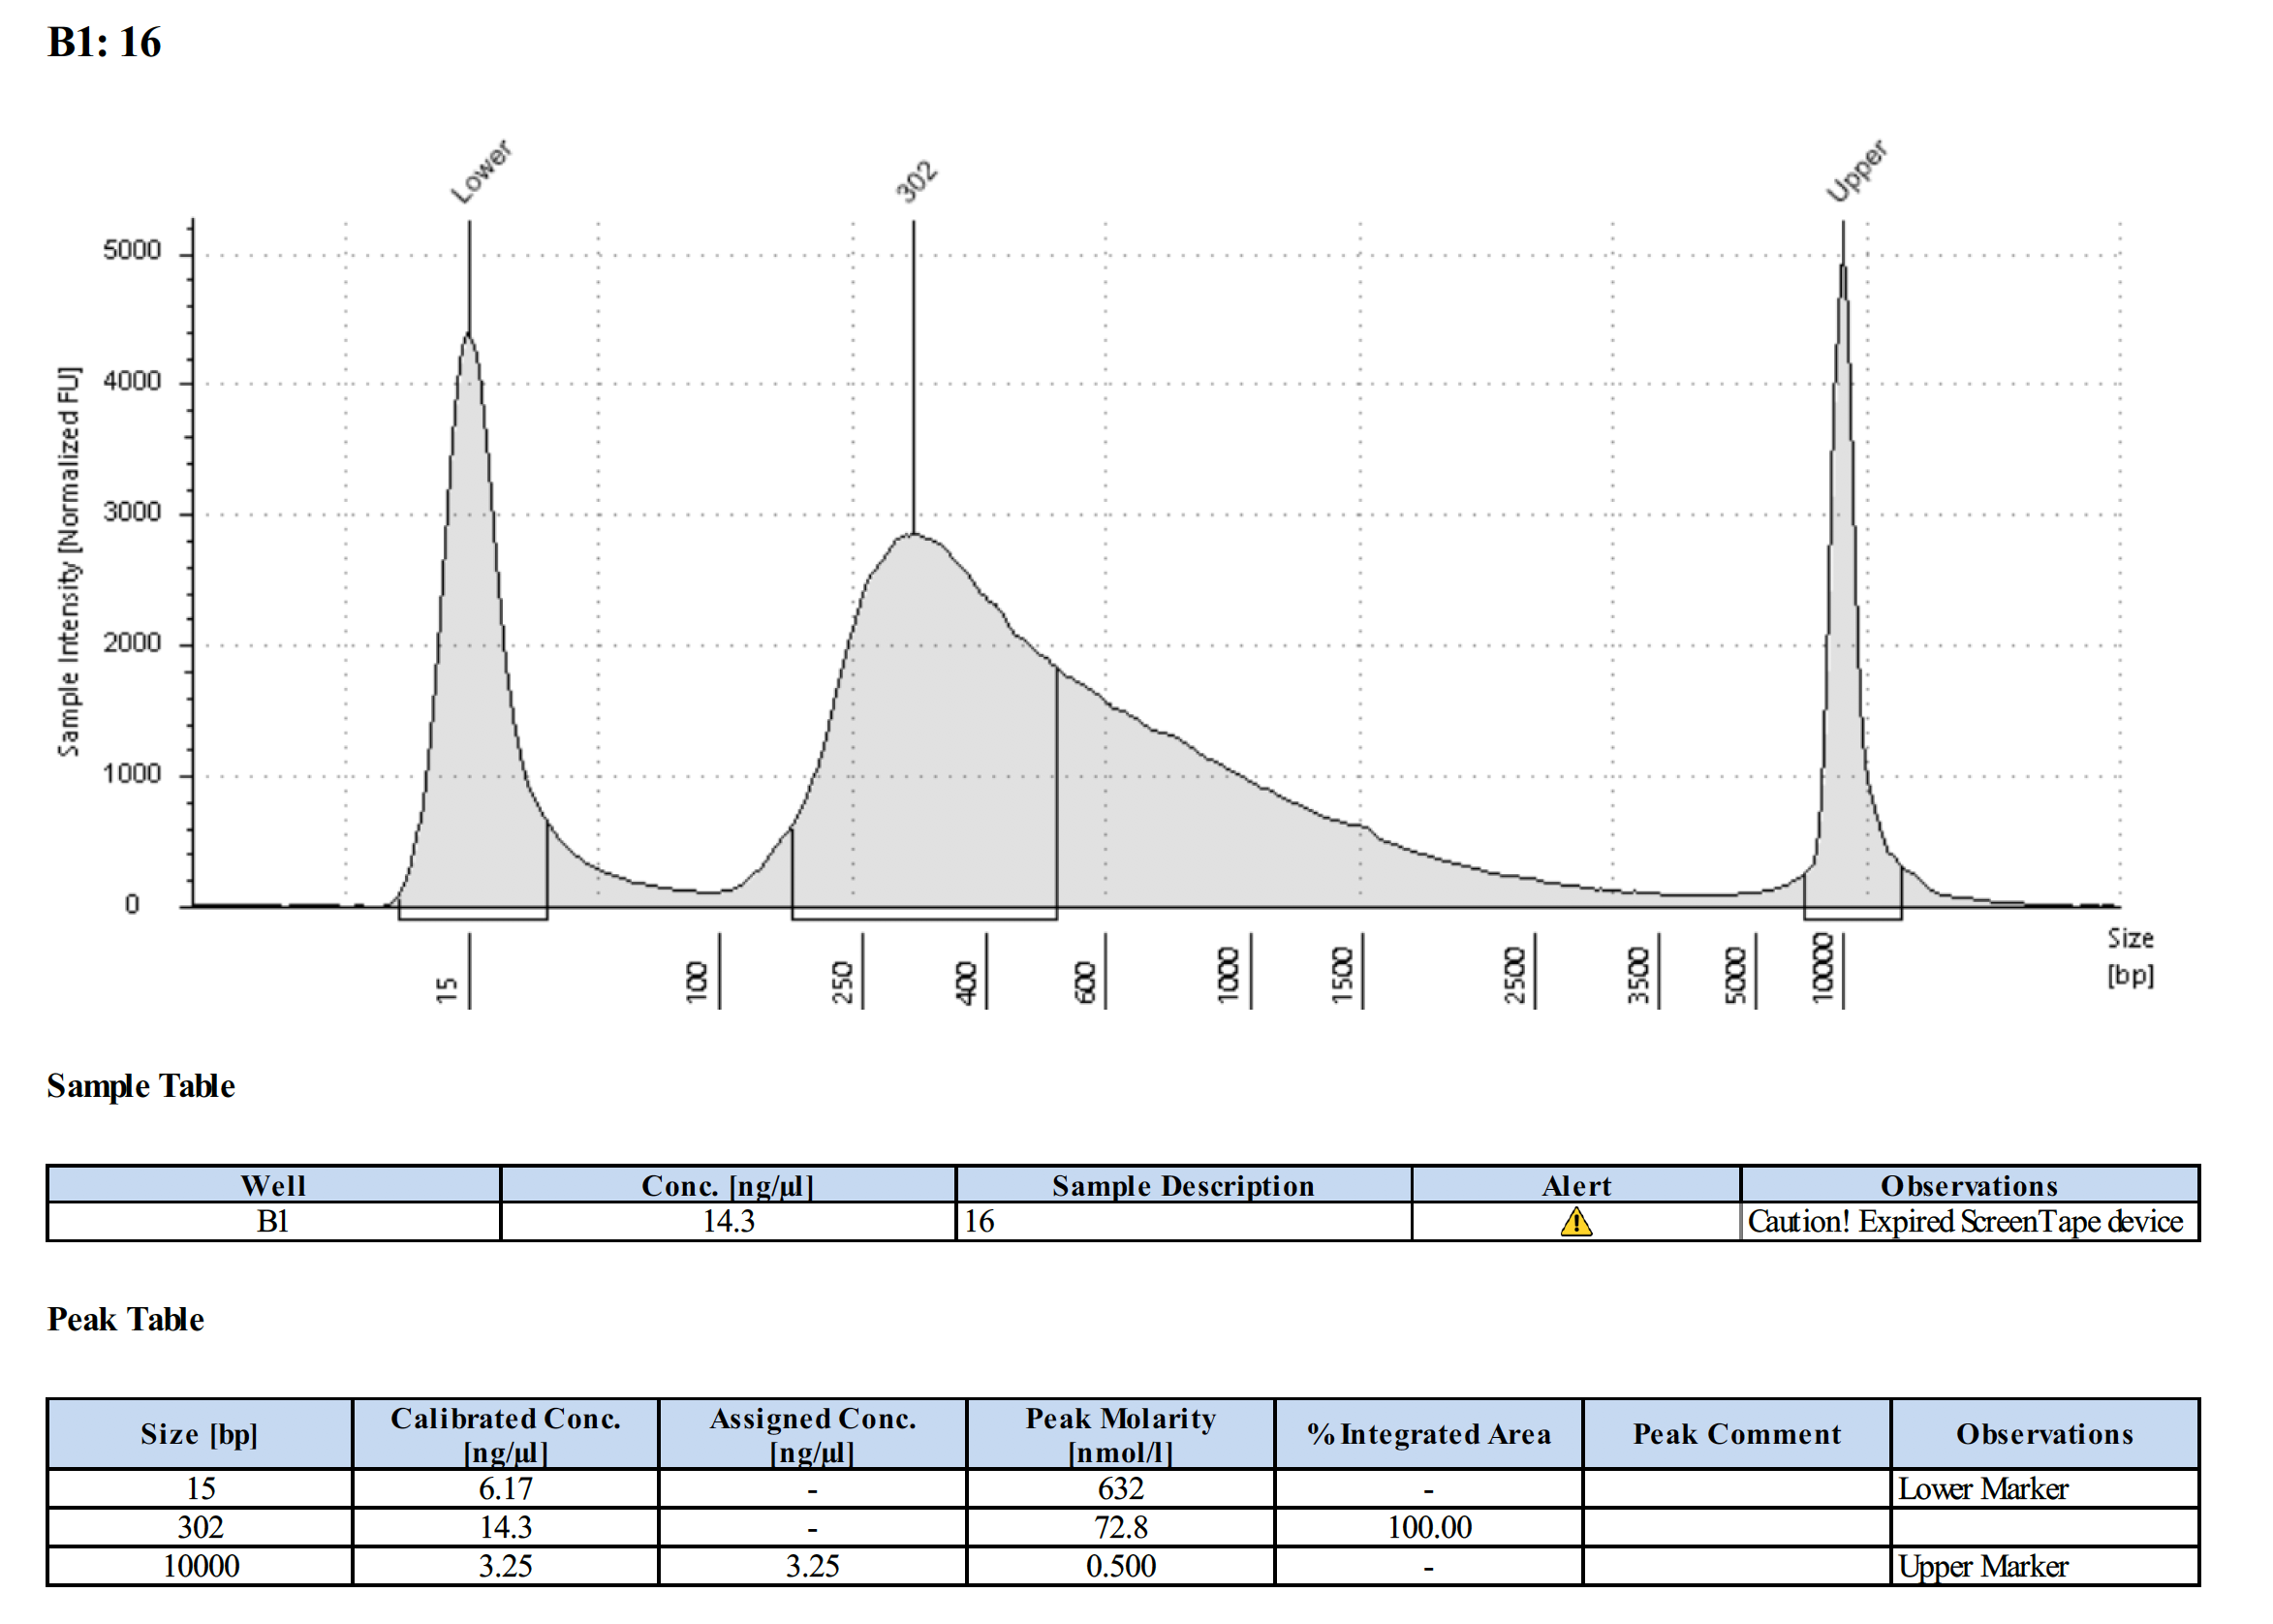 B1: 16
Lower
302
Upper
Sample Intensity [Normalized FU]
5000
4000
3000
2000
1000
0
15
100
250
400
600
1000
1500
2500
3500
5000
10000
Size
[bp]
Sample Table
Well Conc. [ng/µl] Sample Description Alert Observations
B1 14.3 16 Caution! Expired ScreenTape device
Peak Table
Size [bp] Calibrated Conc. [ng/µl] Assigned Conc. [ng/µl] Peak Molarity [nmol/l] % Integrated Area Peak Comment Observations
15 6.17 - 632 - Lower Marker
302 14.3 - 72.8 100.00
10000 3.25 3.25 0.500 - Upper Marker